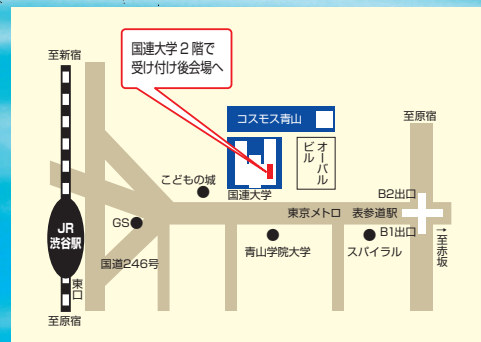 至新宿
国連大学2階で
受け付け後会場へ
コスモス青山
オーバル
ビル
至原宿
こどもの城
国連大学
B2出口
東京メトロ 表参道駅
GS
JR
渋谷駅
B1出口
青山学院大学
スパイラル
↑至赤坂
国道246号
東口
至原宿